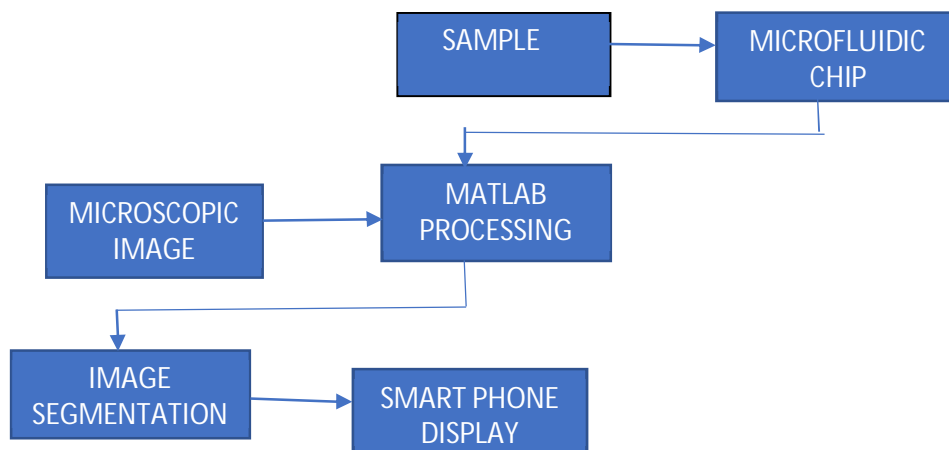 SAMPLE
MICROFLUIDIC
CHIP
MATLAB
PROCESSING
MICROSCOPIC
IMAGE
IMAGE
SEGMENTATION
SMART PHONE
DISPLAY